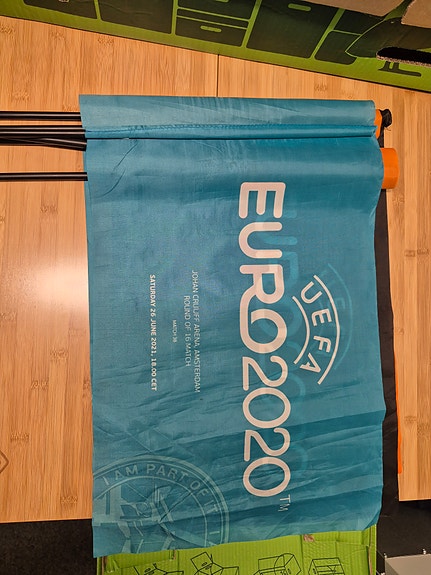 UEFA
EURO2020™
JOHAN CRUIJFF ARENA, AMSTERDAM
ROUND OF 16 MATCH
MATCH 38
SATURDAY 26 JUNE 2021, 18.00 CET
I AM PART OF IT